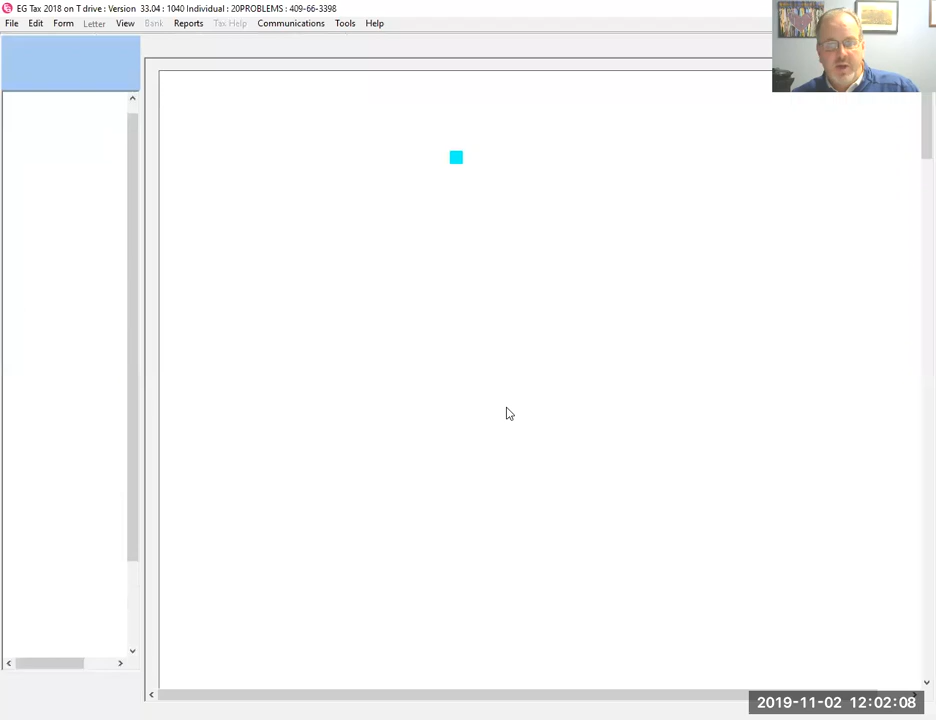 EG Tax 2018 on T drive : Version 33.04 : 1040 Individual : 20PROBLEMS : 409-66-3398
File Edit Form Letter View Bank Reports Tax Help Communications Tools Help
2019-11-02 12:02:08